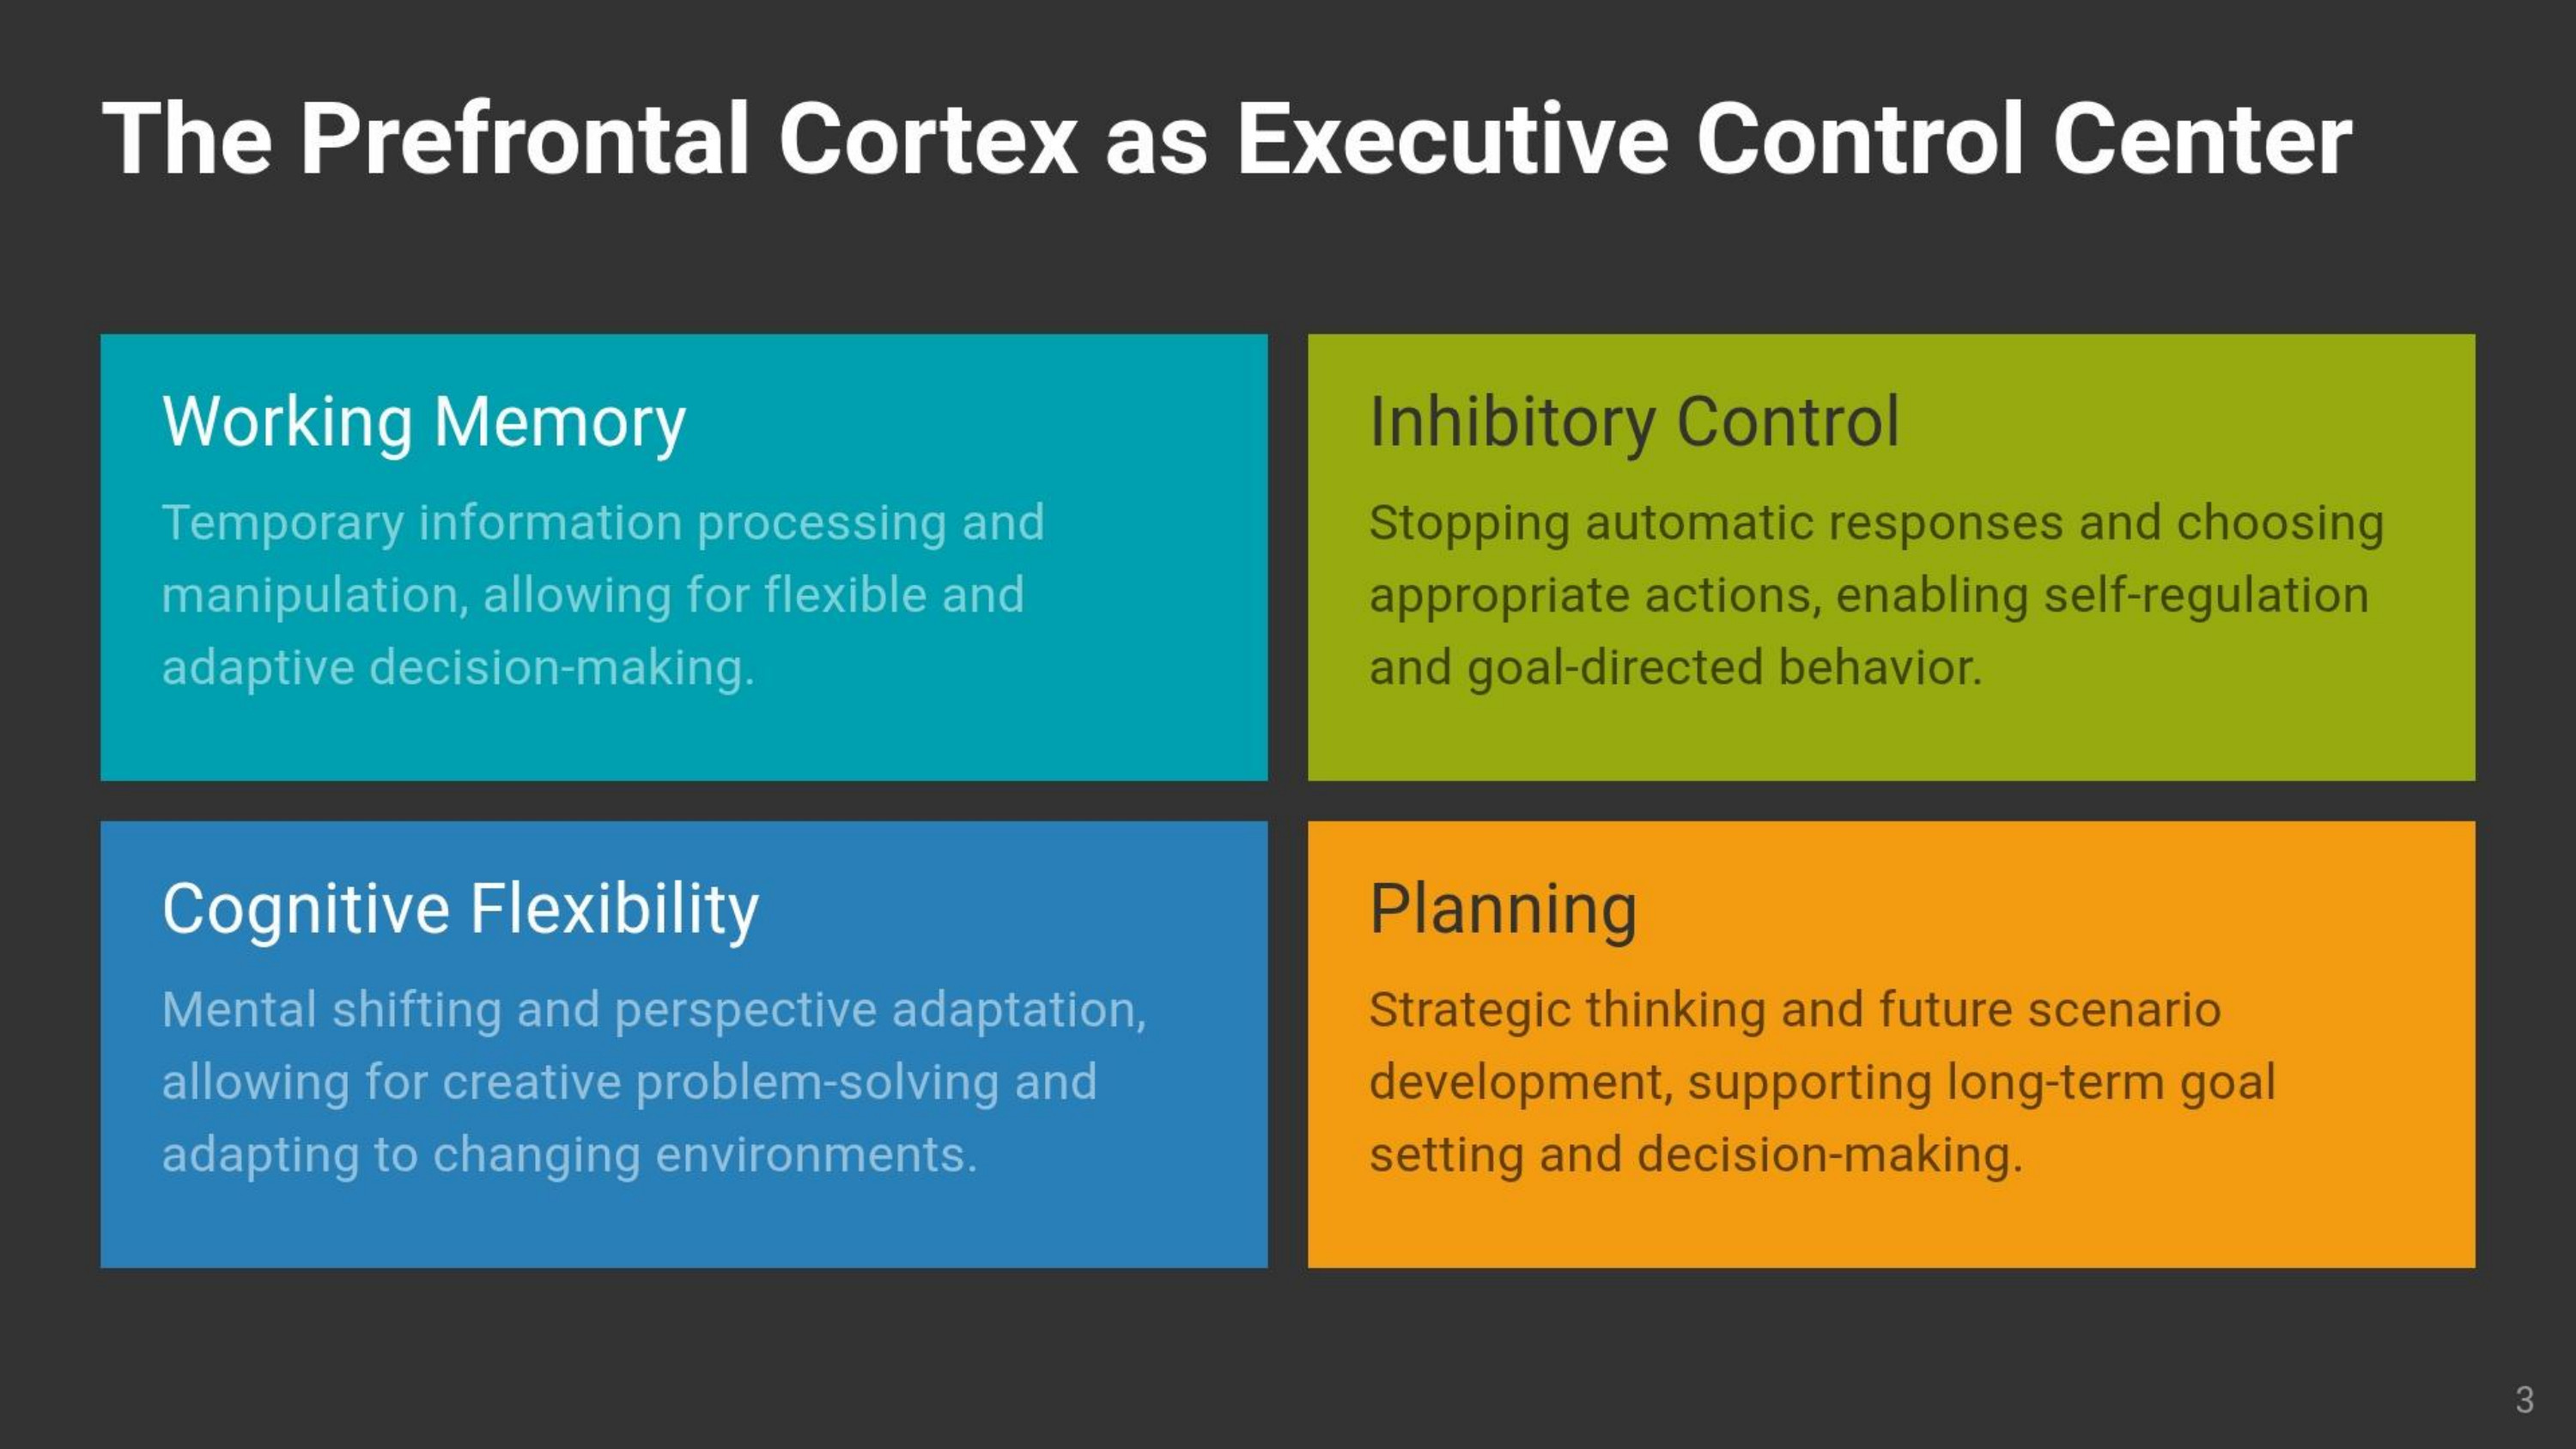 The Prefrontal Cortex as Executive Control Center
Working Memory
Temporary information processing and
manipulation, allowing for flexible and
adaptive decision-making.
Inhibitory Control
Stopping automatic responses and choosing
appropriate actions, enabling self-regulation
and goal-directed behavior.
Cognitive Flexibility
Mental shifting and perspective adaptation,
allowing for creative problem-solving and
adapting to changing environments.
Planning
Strategic thinking and future scenario
development, supporting long-term goal
setting and decision-making.
3